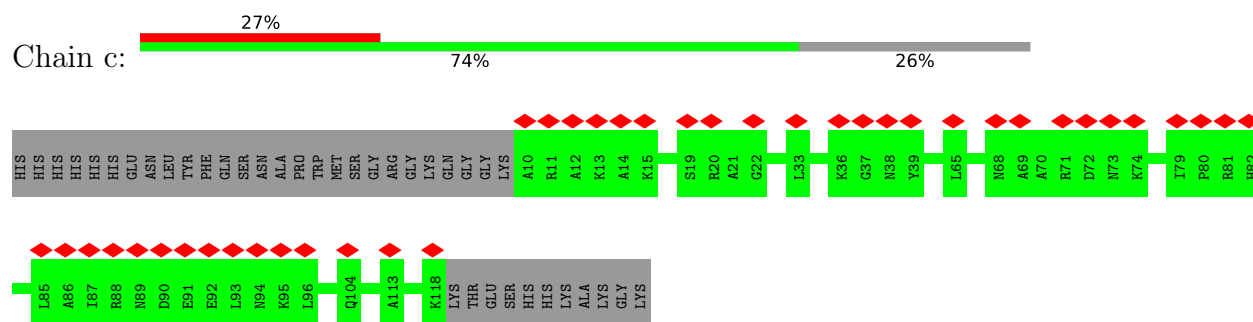 27%
Chain c:
74% 26%
HIS HIS HIS HIS HIS HIS GLU ASN LEU TYR PHE GLN SER ASN ALA PRO TRP MET SER GLY ARG GLY LYS GLN GLY GLY LYS A10 R11 A12 K13 A14 K15 S19 R20 A21 G22 L33 K36 G37 N38 Y39 L65 N68 A69 A70 R71 D72 N73 K74 I79 P80 R81 H82
L85 A86 I87 R88 N89 D90 E91 E92 L93 N94 K95 L96 Q104 A113 K118 LYS THR GLU SER HIS HIS LYS ALA LYS GLY LYS